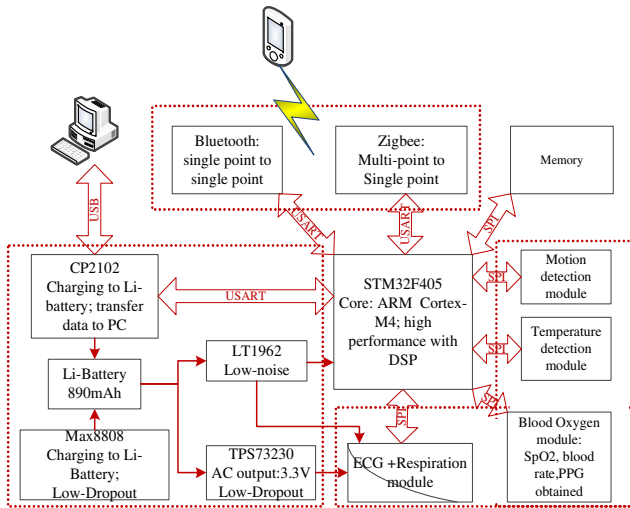 Bluetooth:
single point to
single point
Zigbee:
Multi-point to
Single point
Memory
USB
USART
USART
SPI
CP2102
Charging to Li-
battery; transfer
data to PC
USART
STM32F405
Core: ARM Cortex-
M4; high
performance with
DSP
SPI
Motion
detection
module
SPI
Temperature
detection
module
Li-Battery
890mAh
LT1962
Low-noise
SPI
SPI
Max8808
Charging to Li-
Battery;
Low-Dropout
TPS73230
AC output:3.3V
Low-Dropout
ECG +Respiration
module
Blood Oxygen
module:
SpO2, blood
rate,PPG
obtained